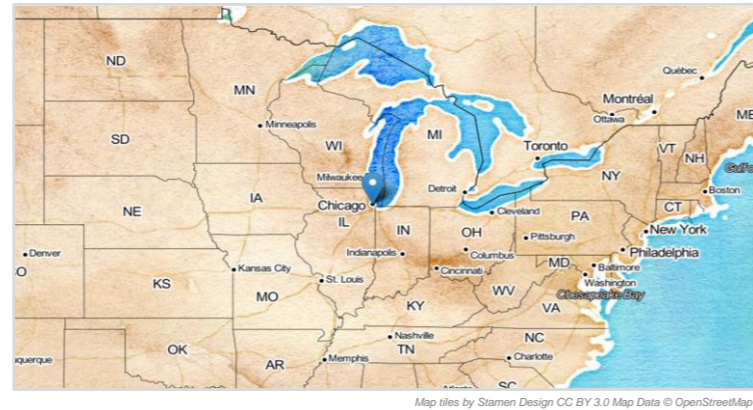 Québec
ND
MN
Montréal
Ottawa
ME
Minneapolis
SD
WI
MI
Toronto
VT
NH
Milwaukee
NY
Gulf o
Detroit
Boston
IA
Chicago
CT
NE
Cleveland
IL
IN
OH
PA
New York
Pittsburgh
Denver
Indianapolis
Columbus
Philadelphia
MD
Baltimore
O
Kansas City
Cincinnati
St. Louis
Washington
KS
WV
Chesapeake Bay
MO
KY
VA
Nashville
NC
OK
TN
uquerque
AR
Memphis
Charlotte
Atlanta
SC
Map tiles by Stamen Design CC BY 3.0 Map Data © OpenStreetMap